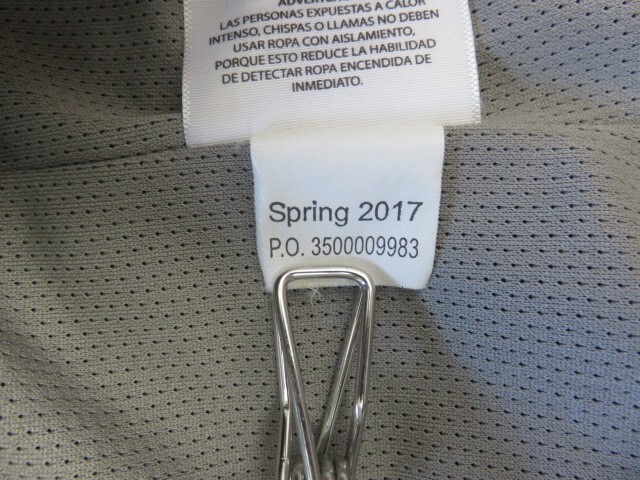 LAS PERSONAS EXPUESTAS A CALOR
INTENSO, CHISPAS O LLAMAS NO DEBEN
USAR ROPA CON AISLAMIENTO,
PORQUE ESTO REDUCE LA HABILIDAD
DE DETECTAR ROPA ENCENDIDA DE
INMEDIATO.
Spring 2017
P.O. 3500009983